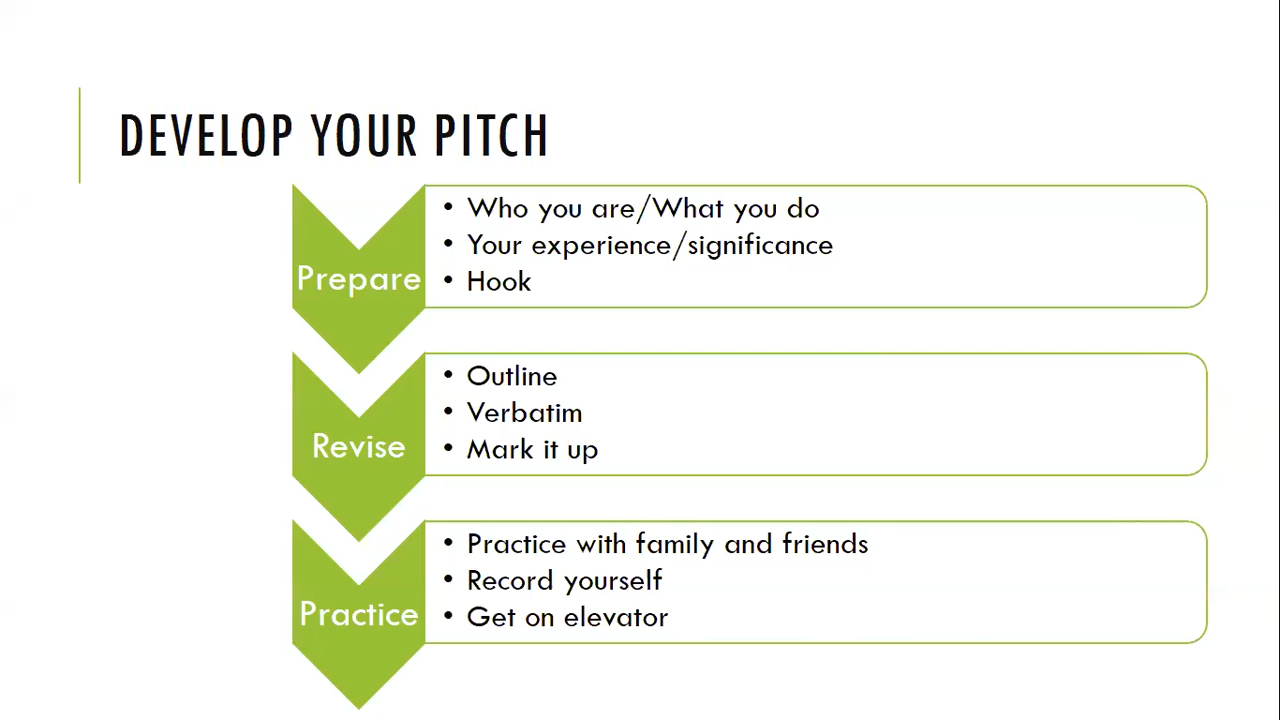 DEVELOP YOUR PITCH
Prepare
• Who you are/What you do
• Your experience/significance
• Hook
Revise
• Outline
• Verbatim
• Mark it up
Practice
• Practice with family and friends
• Record yourself
• Get on elevator